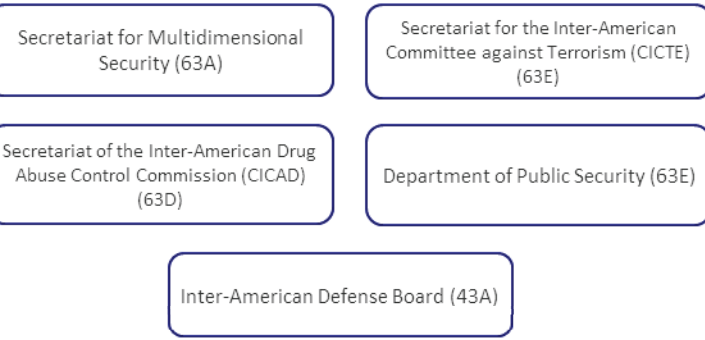 Secretariat for Multidimensional
Security (63A)
Secretariat for the Inter-American
Committee against Terrorism (CICTE)
(63E)
Secretariat of the Inter-American Drug
Abuse Control Commission (CICAD)
(63D)
Department of Public Security (63E)
Inter-American Defense Board (43A)